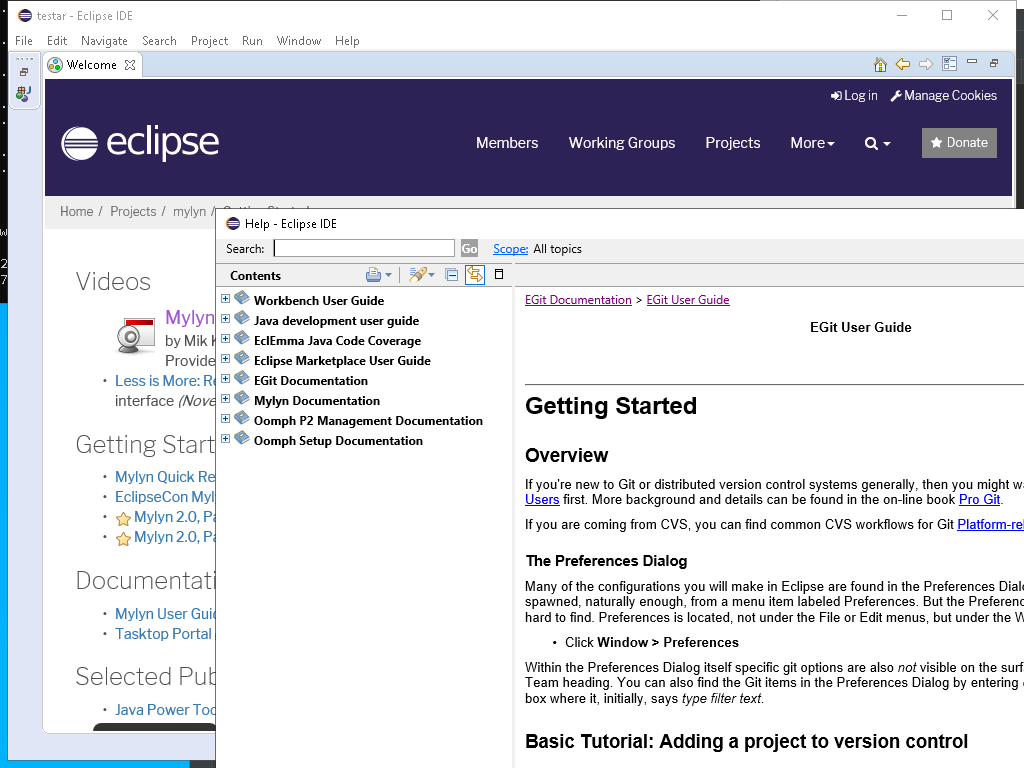 testar - Eclipse IDE
File Edit Navigate Search Project Run Window Help
Welcome
Log in Manage Cookies
eclipse
Members Working Groups Projects More Donate
Home / Projects / mylyn /
Help - Eclipse IDE
Search: Go Scope: All topics
Contents
Workbench User Guide
Java development user guide
EclEmma Java Code Coverage
Eclipse Marketplace User Guide
EGit Documentation
Mylyn Documentation
Oomph P2 Management Documentation
Oomph Setup Documentation
Videos
Mylyn
by Mik K
Provide
Less is More: Re
interface (Nove
Getting Start
Mylyn Quick Re
EclipseCon Myl
Mylyn 2.0, Pa
Mylyn 2.0, Pa
Documentati
Mylyn User Guid
Tasktop Portal
Selected Pub
Java Power Too
EGit Documentation > EGit User Guide
EGit User Guide
Getting Started
Overview
If you're new to Git or distributed version control systems generally, then you might wa
Users first. More background and details can be found in the on-line book Pro Git.
If you are coming from CVS, you can find common CVS workflows for Git Platform-rel
The Preferences Dialog
Many of the configurations you will make in Eclipse are found in the Preferences Dialo
spawned, naturally enough, from a menu item labeled Preferences. But the Preferenc
hard to find. Preferences is located, not under the File or Edit menus, but under the W
• Click Window > Preferences
Within the Preferences Dialog itself specific git options are also not visible on the surf
Team heading. You can also find the Git items in the Preferences Dialog by entering
box where it, initially, says type filter text.
Basic Tutorial: Adding a project to version control